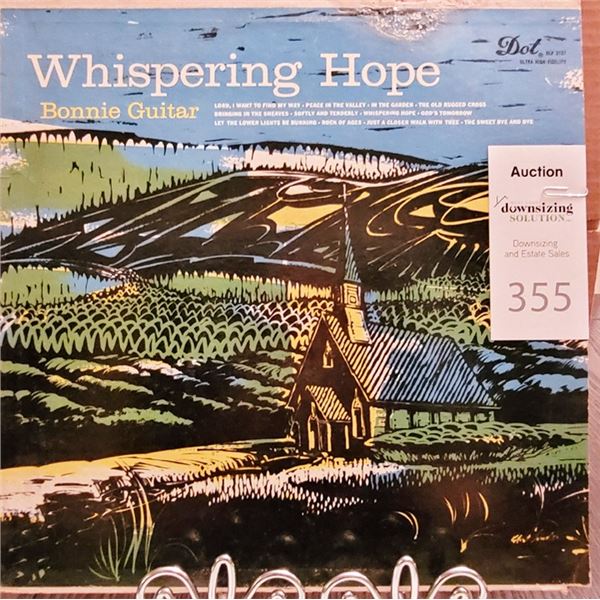 Dot
DLP 3151
ULTRA HIGH FIDELITY
Whispering Hope
Bonnie Guitar
LORD, I WANT TO FIND MY WAY • PEACE IN THE VALLEY • IN THE GARDEN • THE OLD RUGGED CROSS
BRINGING IN THE SHEAVES • SOFTLY AND TENDERLY • WHISPERING HOPE • GOD'S TOMORROW
LET THE LOWER LIGHTS BE BURNING • ROCK OF AGES • JUST A CLOSER WALK WITH THEE • THE SWEET BYE AND BYE
Auction
downsizing
SOLUTION
Downsizing
and Estate Sales
355